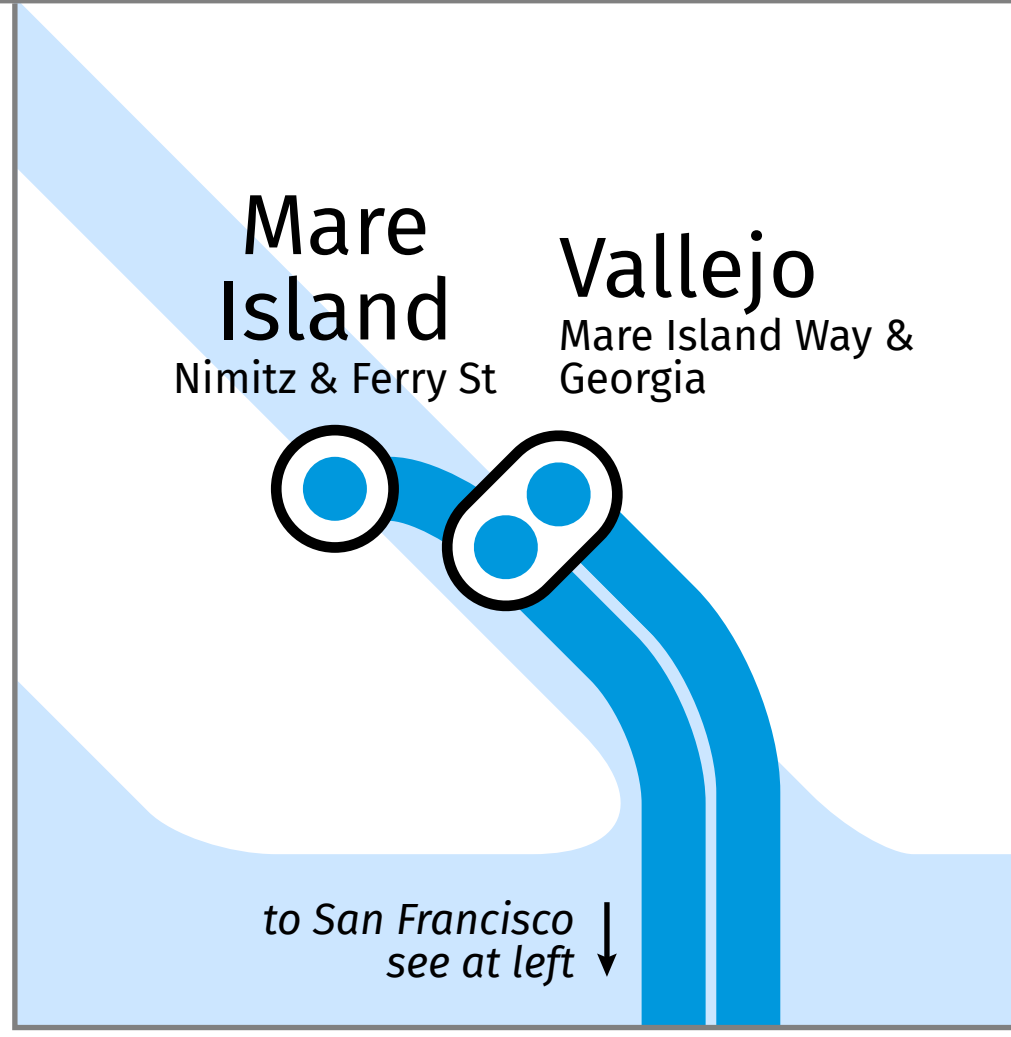 Mare
Island
Nimitz & Ferry St
Vallejo
Mare Island Way &
Georgia
to San Francisco
see at left